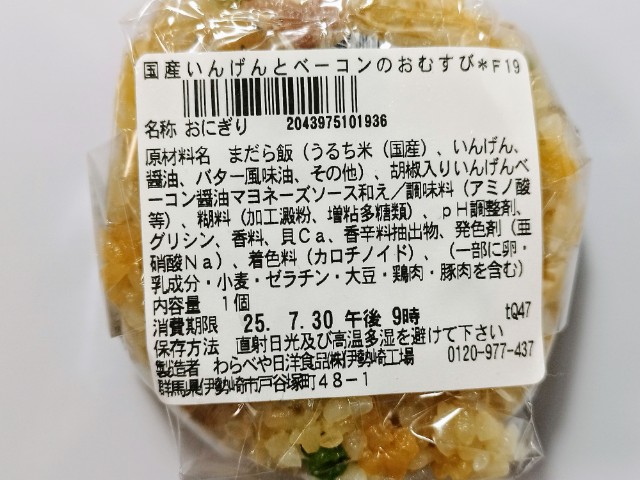 国産いんげんとベーコンのおむすび＊F19
名称 おにぎり 2043975101936
原材料名 まだら飯（うるち米（国産）、いんげん、
醤油、バター風味油、その他）、胡椒入りいんげんベ
ーコン醤油マヨネーズソース和え／調味料（アミノ酸
等）、糊料（加工澱粉、増粘多糖類）、ｐＨ調整剤、
グリシン、香料、貝Ｃａ、香辛料抽出物、発色剤（亜
硝酸Ｎａ）、着色料（カロチノイド）、（一部に卵・
乳成分・小麦・ゼラチン・大豆・鶏肉・豚肉を含む）
内容量 １個
消費期限 25. 7.30 午後 9時 tQ47
保存方法 直射日光及び高温多湿を避けて下さい
製造者 わらべや日洋食品㈱伊勢崎工場 0120-977-437
群馬県伊勢崎市戸谷塚町４８－１